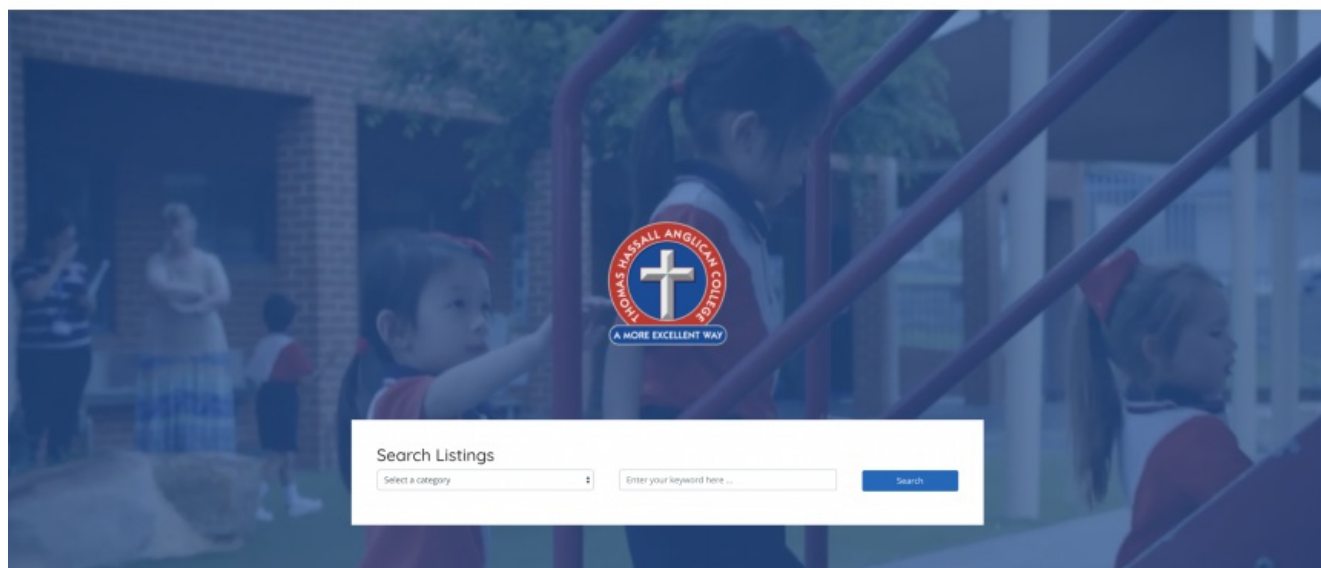 THOMAS HASSALL ANGLICAN COLLEGE
A MORE EXCELLENT WAY
Search Listings
Select a category
Enter your keyword here ...
Search